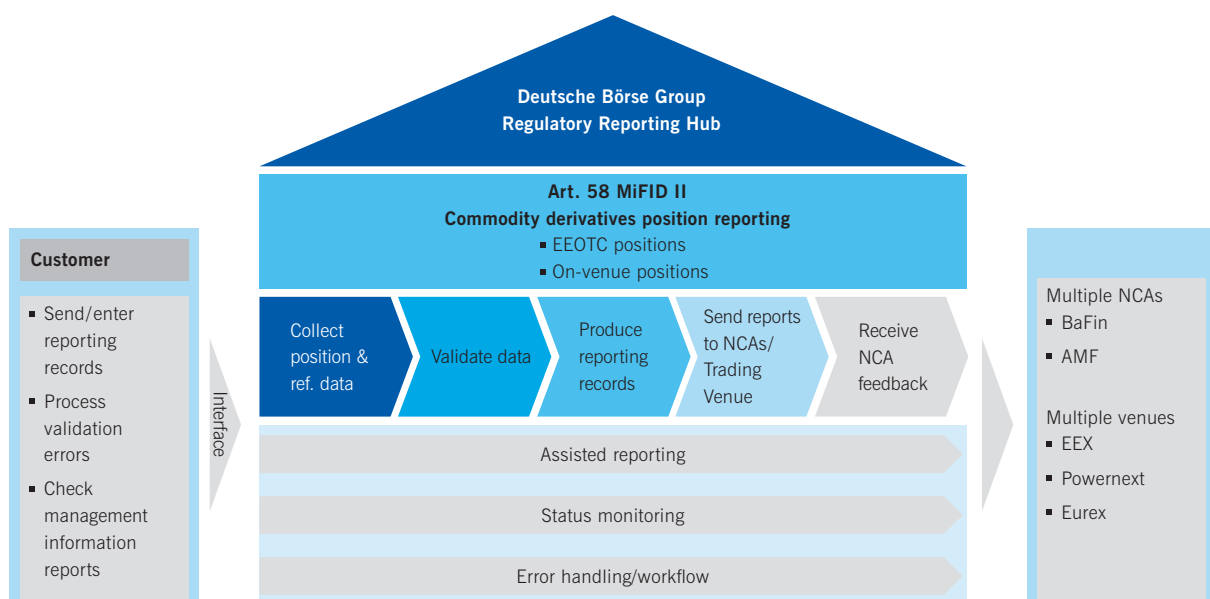 Deutsche Börse Group
Regulatory Reporting Hub
Art. 58 MiFID II
Commodity derivatives position reporting
▪ EEOTC positions
▪ On-venue positions
Customer
▪ Send/enter
reporting
records
▪ Process
validation
errors
▪ Check
management
information
reports
Interface
Collect
position &
ref. data
Validate data
Produce
reporting
records
Send reports
to NCAs/
Trading
Venue
Receive
NCA
feedback
Assisted reporting
Status monitoring
Error handling/workflow
Multiple NCAs
▪ BaFin
▪ AMF
Multiple venues
▪ EEX
▪ Powernext
▪ Eurex